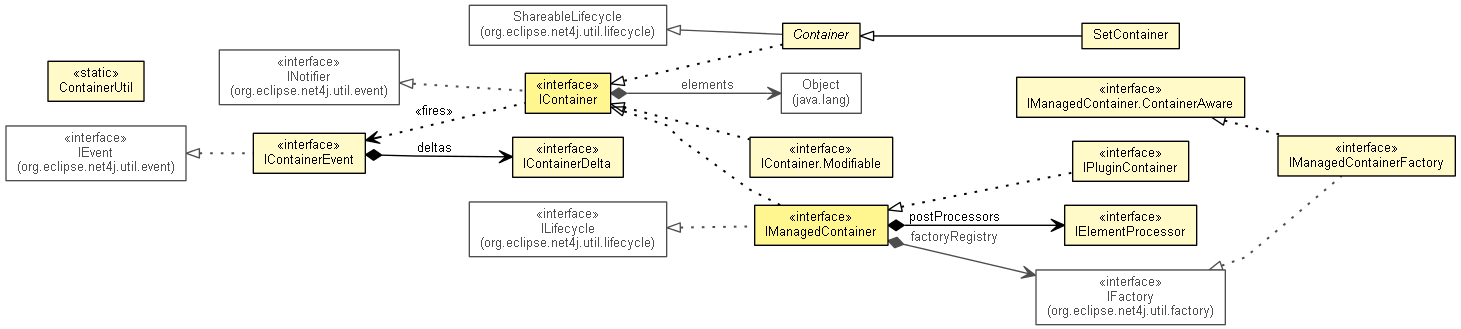 ShareableLifecycle
(org.eclipse.net4j.util.lifecycle)
Container
SetContainer
«static»
ContainerUtil
«interface»
INotifier
(org.eclipse.net4j.util.event)
«interface»
IContainer
elements
Object
(java.lang)
«interface»
IManagedContainer.ContainerAware
«fires»
«interface»
IEvent
(org.eclipse.net4j.util.event)
«interface»
IContainerEvent
deltas
«interface»
IContainerDelta
«interface»
IContainer.Modifiable
«interface»
IPluginContainer
«interface»
IManagedContainerFactory
«interface»
ILifecycle
(org.eclipse.net4j.util.lifecycle)
«interface»
IManagedContainer
postProcessors
factoryRegistry
«interface»
IElementProcessor
«interface»
IFactory
(org.eclipse.net4j.util.factory)